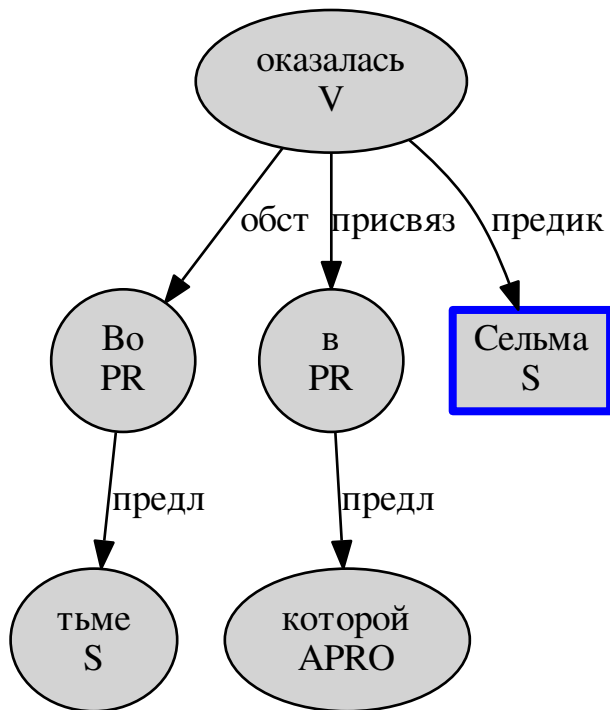 оказалась
V
обст
присвяз
предик
Во
PR
в
PR
Сельма
S
предл
предл
тьме
S
которой
APRO